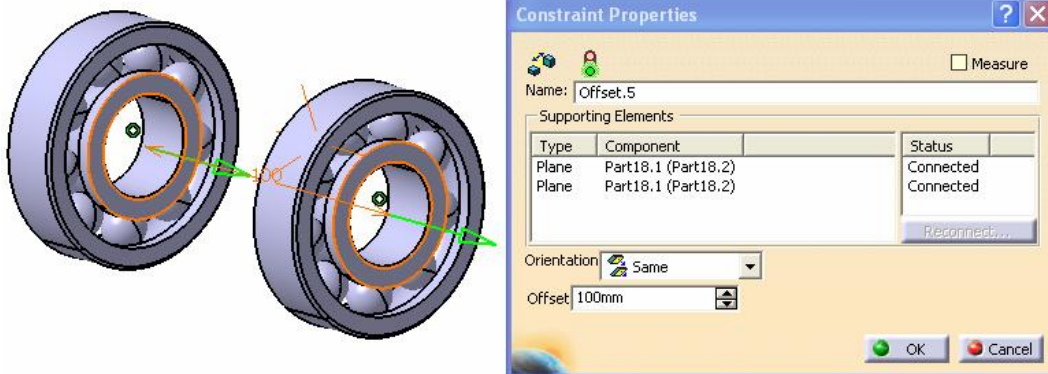 100
Constraint Properties
Measure
Name: Offset.5
Supporting Elements
Type Component Status
Plane Part18.1 (Part18.2) Connected
Plane Part18.1 (Part18.2) Connected
Reconnect...
Orientation Same
Offset 100mm
OK Cancel